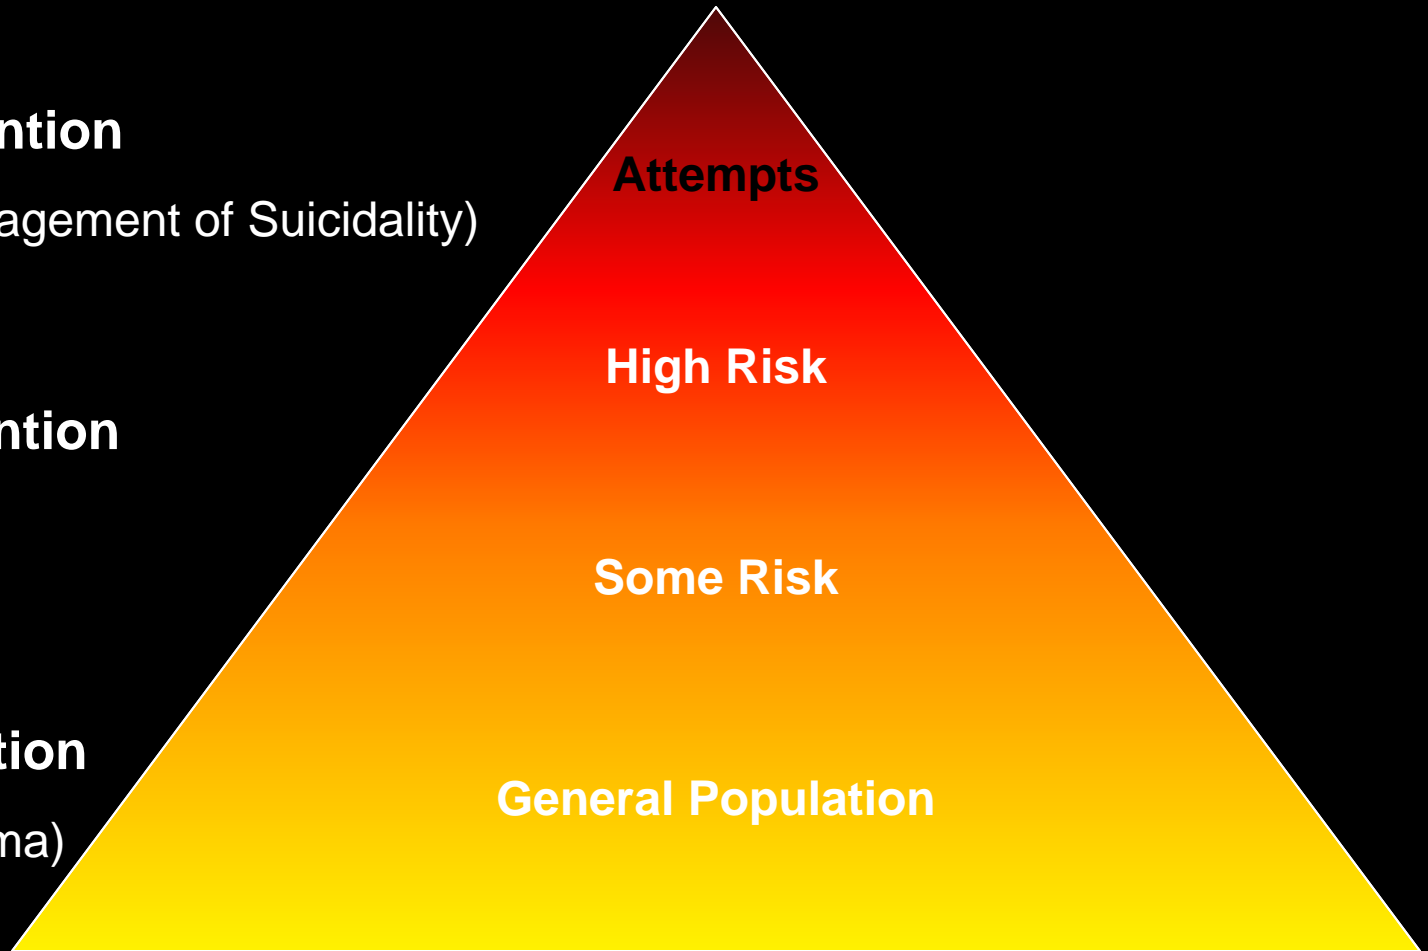 ntion
Attempts
agement of Suicidality)
High Risk
ntion
Some Risk
tion
General Population
ma)